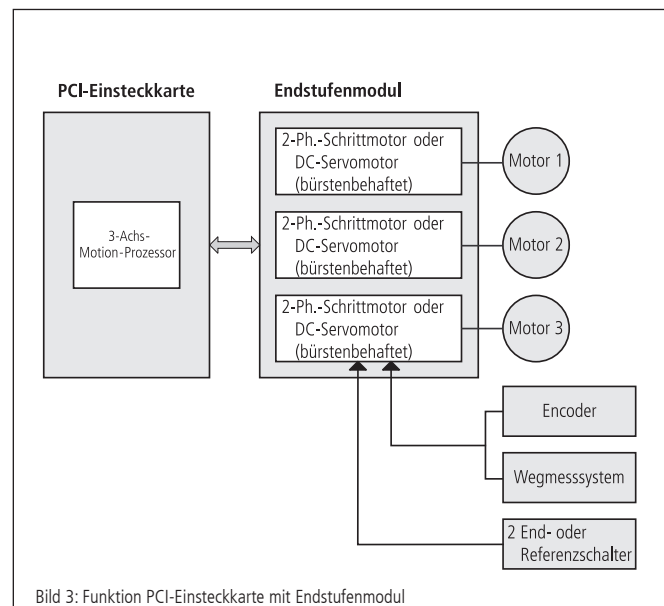 PCI-Einsteckkarte
Endstufenmodul
3-Achs-
Motion-Prozessor
2-Ph.-Schrittmotor oder
DC-Servomotor
(bürstenbehaftet)
Motor 1
2-Ph.-Schrittmotor oder
DC-Servomotor
(bürstenbehaftet)
Motor 2
2-Ph.-Schrittmotor oder
DC-Servomotor
(bürstenbehaftet)
Motor 3
Encoder
Wegmesssystem
2 End- oder
Referenzschalter
Bild 3: Funktion PCI-Einsteckkarte mit Endstufenmodul